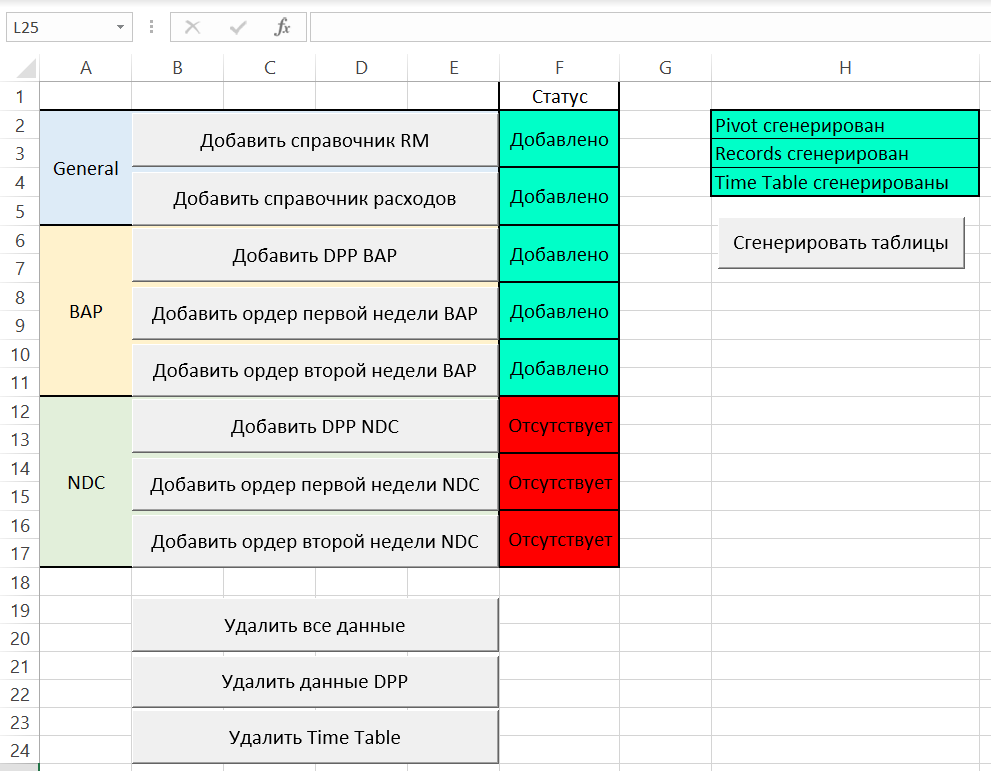 L25
fx
A B C D E F G H
1 Статус
2 Pivot сгенерирован
Добавить справочник RM Добавлено
3 Records сгенерирован
General
4 Time Table сгенерированы
Добавить справочник расходов Добавлено
5
6 Сгенерировать таблицы
Добавить DPP BAP Добавлено
7
8
BAP Добавить ордер первой недели BAP Добавлено
9
10
Добавить ордер второй недели BAP Добавлено
11
12
Добавить DPP NDC Отсутствует
13
14
NDC Добавить ордер первой недели NDC Отсутствует
15
16
Добавить ордер второй недели NDC Отсутствует
17
18
19
Удалить все данные
20
21
Удалить данные DPP
22
23
Удалить Time Table
24